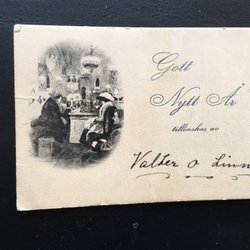 Gott
Nytt År
tillönskas av
Valter o Linn